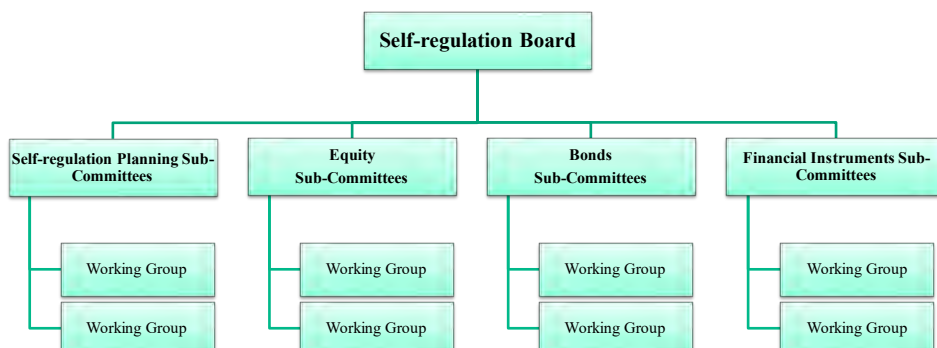 Self-regulation Board
Self-regulation Planning Sub-
Committees
Equity
Sub-Committees
Bonds
Sub-Committees
Financial Instruments Sub-
Committees
Working Group
Working Group
Working Group
Working Group
Working Group
Working Group
Working Group
Working Group